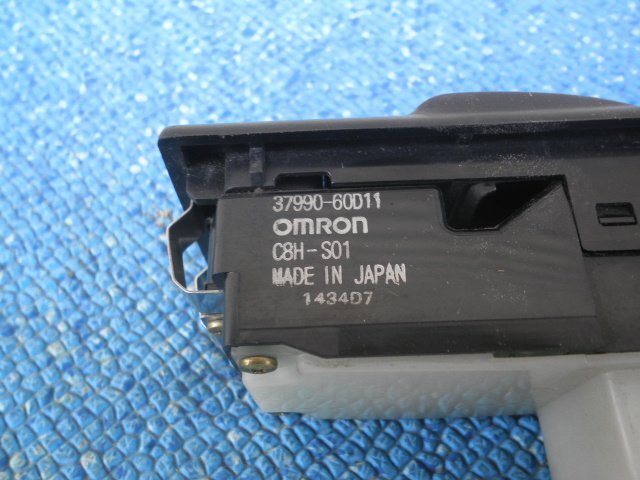 37990-60D11
OMRON
C8H-S01
MADE IN JAPAN
1434D7